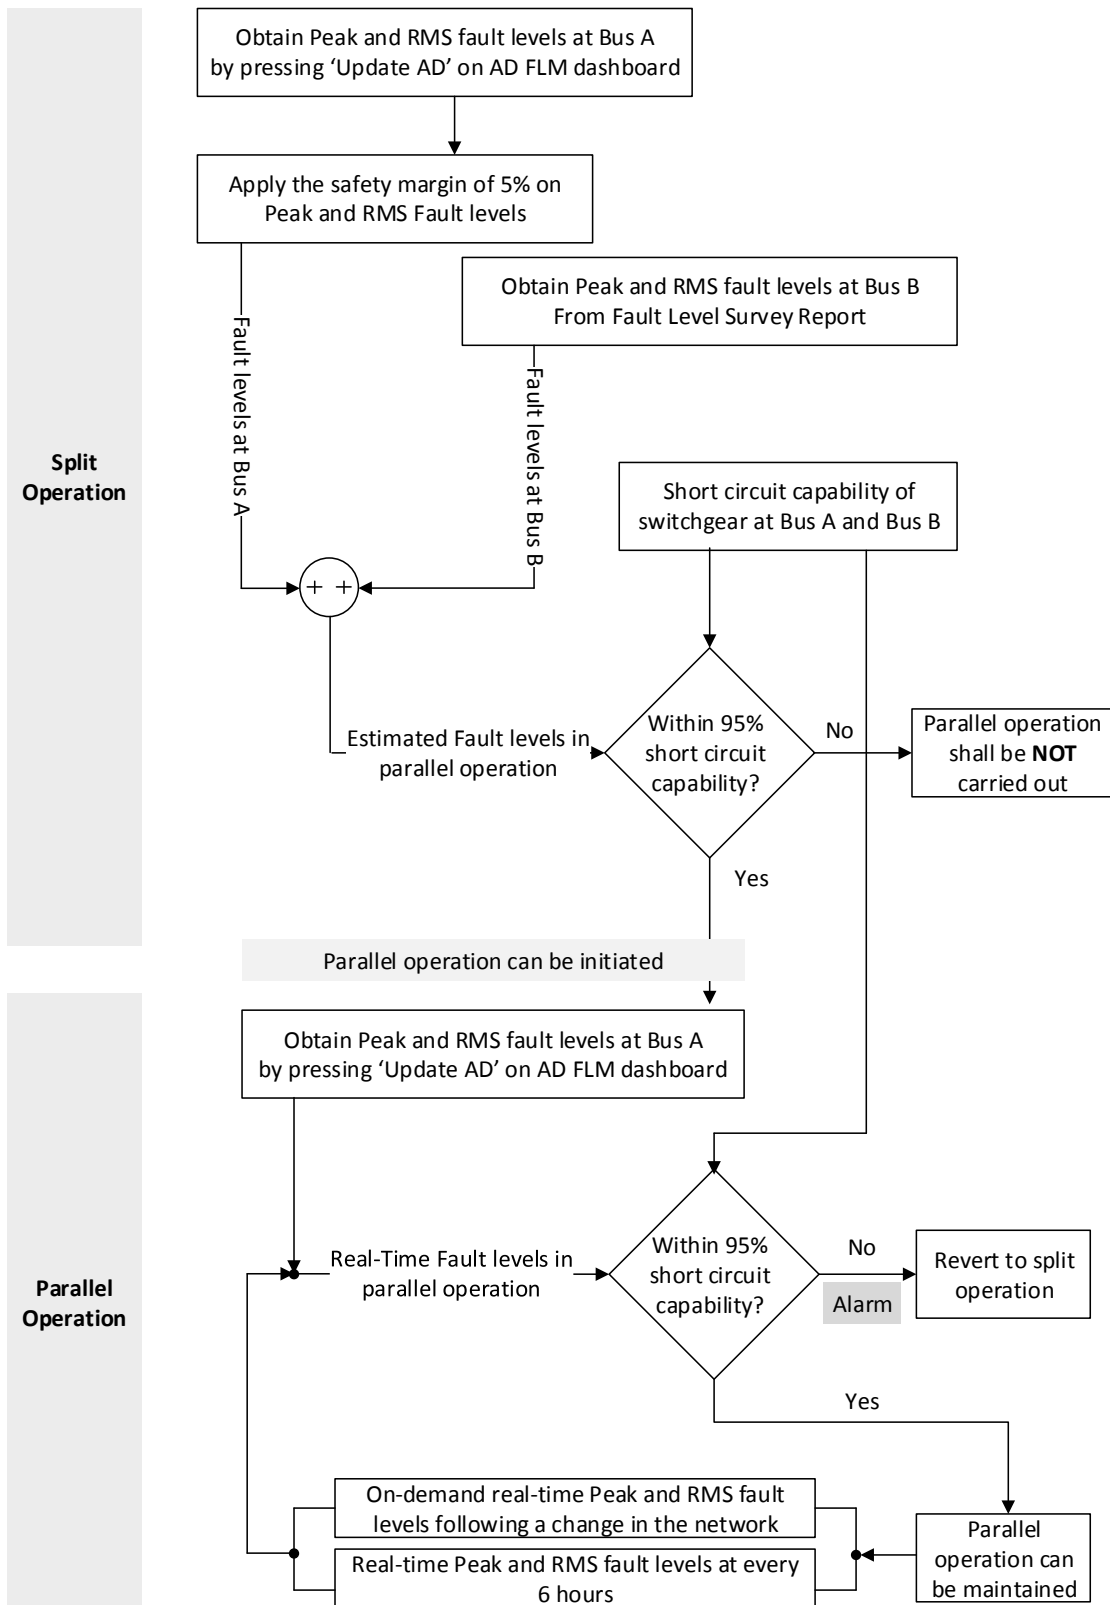 Obtain Peak and RMS fault levels at Bus A
by pressing ‘Update AD’ on AD FLM dashboard
Apply the safety margin of 5% on
Peak and RMS Fault levels
Obtain Peak and RMS fault levels at Bus B
From Fault Level Survey Report
Fault levels at Bus A
Fault levels at Bus B
Split
Operation
Short circuit capability of
switchgear at Bus A and Bus B
+ +
Estimated Fault levels in
parallel operation
Within 95%
short circuit
capability?
No
Parallel operation
shall be NOT
carried out
Yes
Parallel operation can be initiated
Obtain Peak and RMS fault levels at Bus A
by pressing ‘Update AD’ on AD FLM dashboard
Parallel
Operation
Real-Time Fault levels in
parallel operation
Within 95%
short circuit
capability?
No
Alarm
Revert to split
operation
Yes
On-demand real-time Peak and RMS fault
levels following a change in the network
Real-time Peak and RMS fault levels at every
6 hours
Parallel
operation can
be maintained